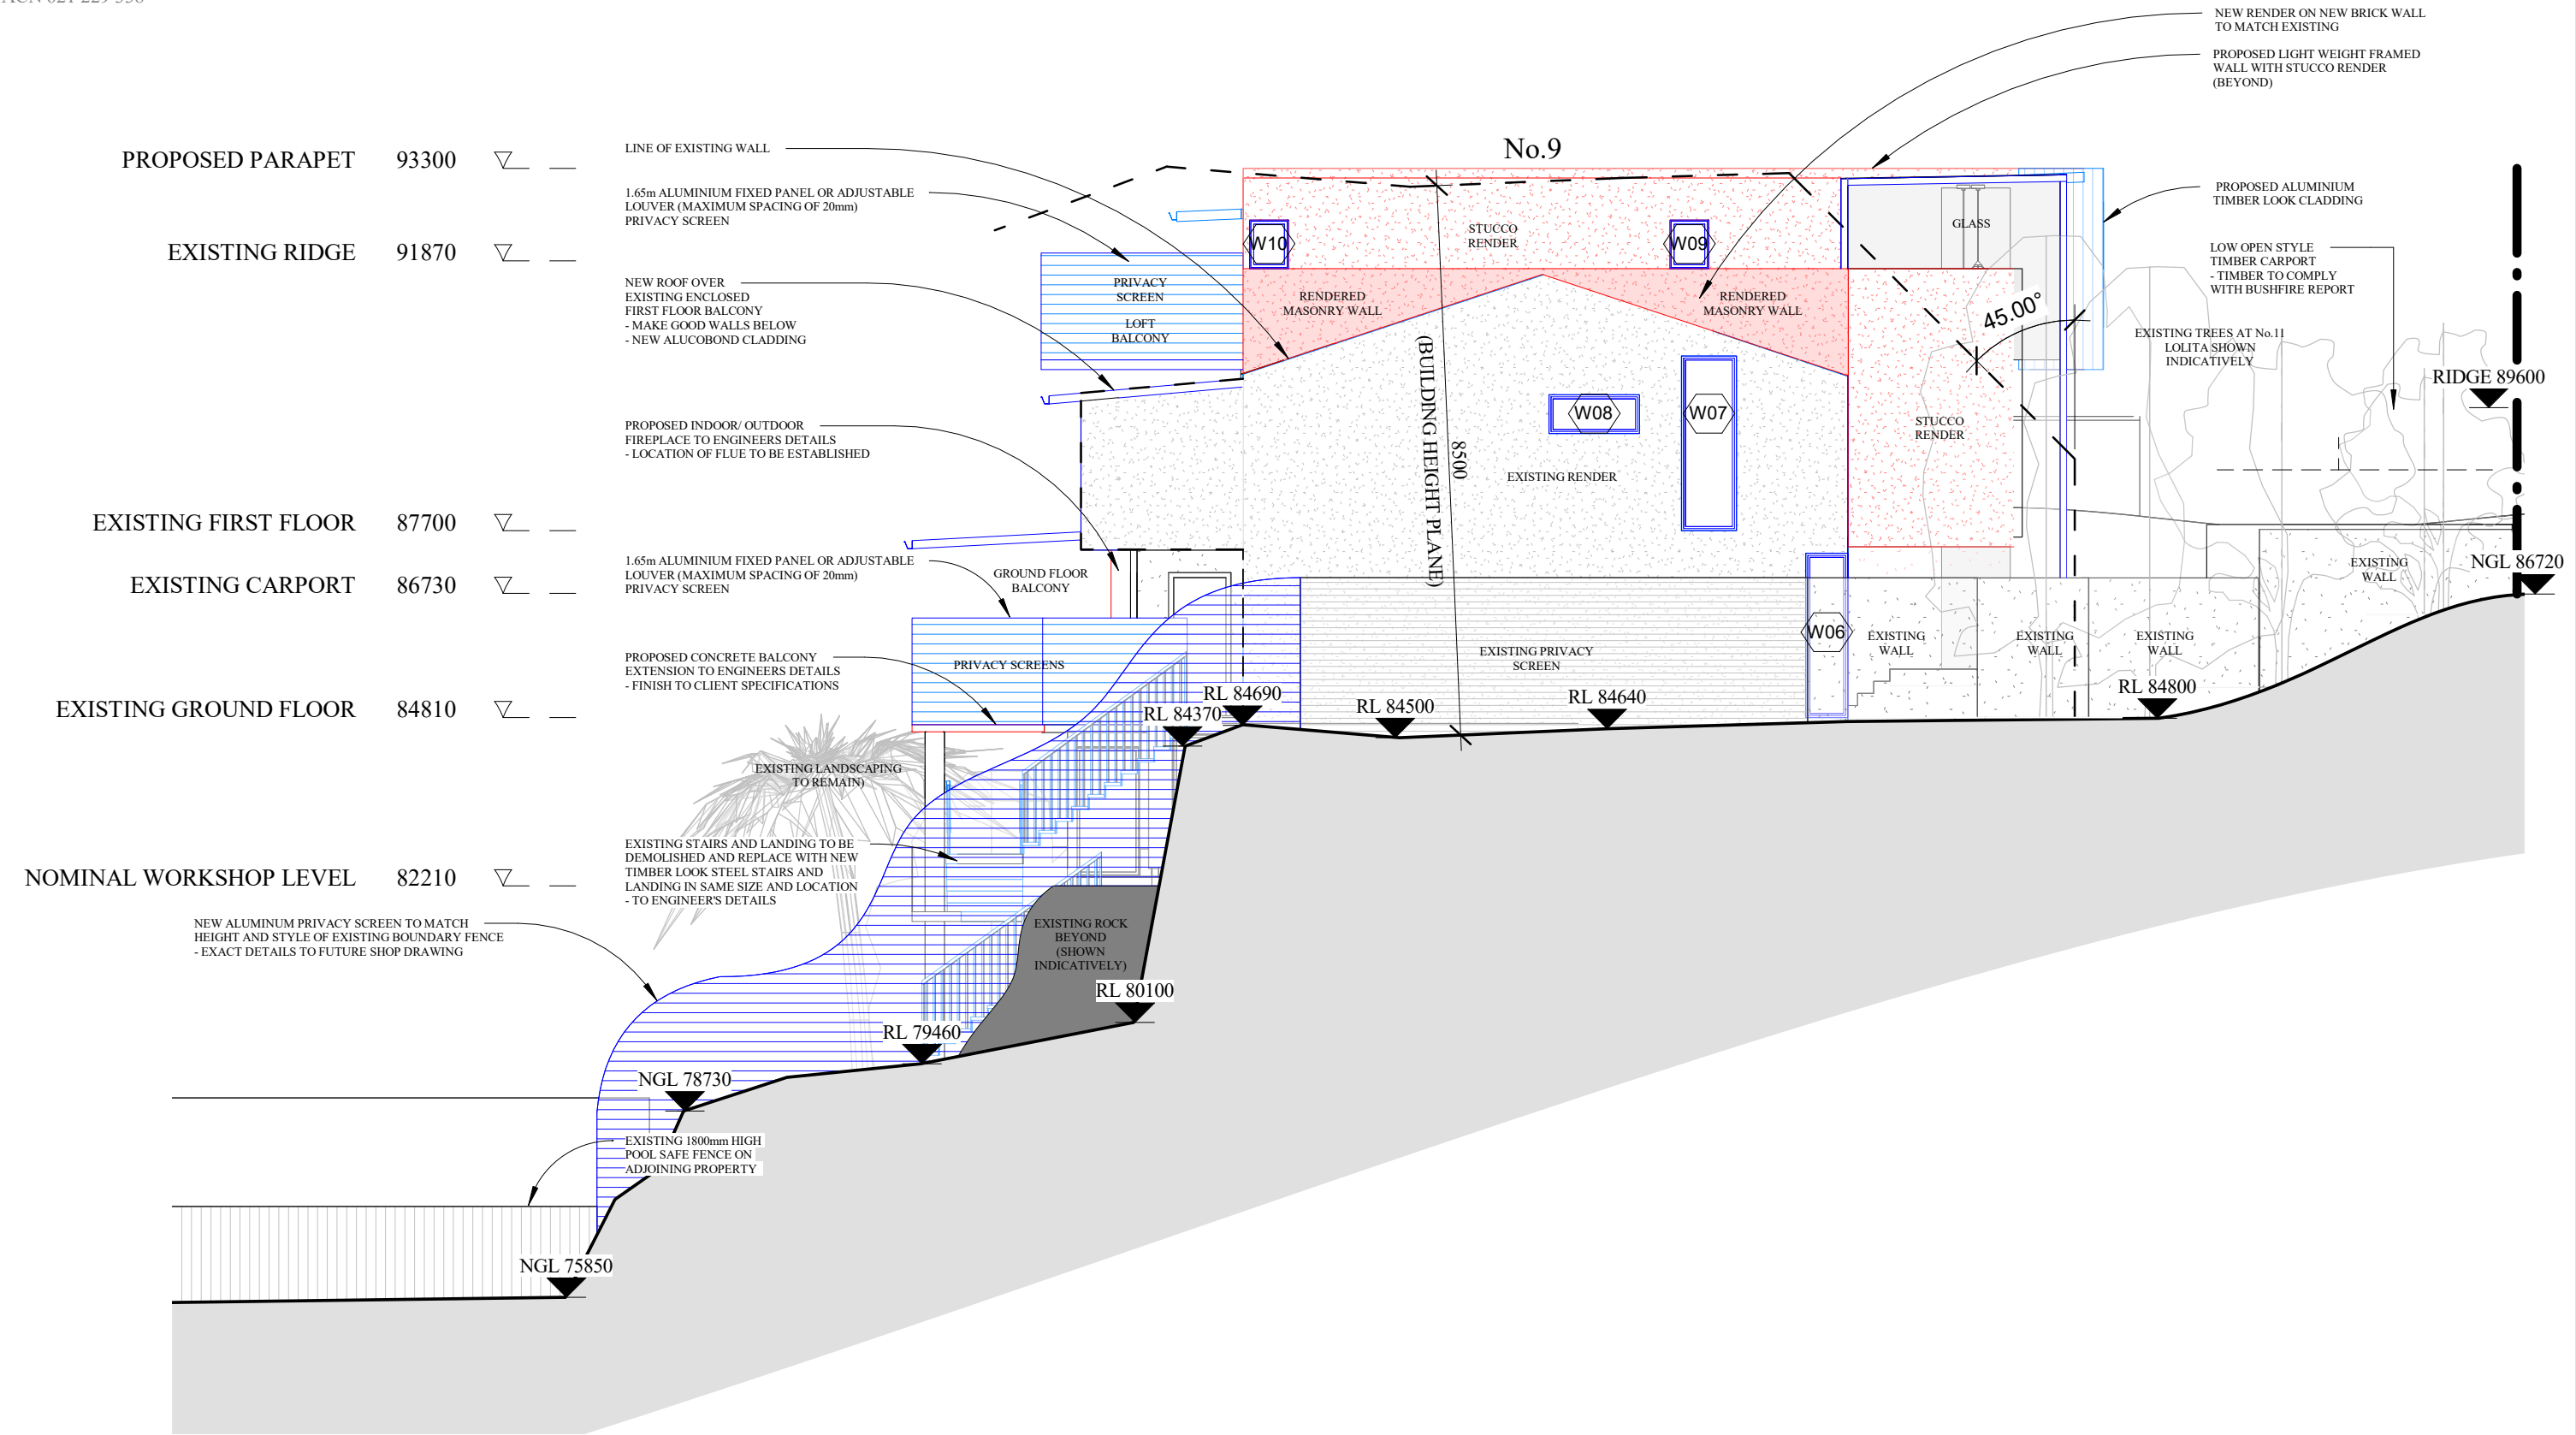 NEW RENDER ON NEW BRICK WALL
TO MATCH EXISTING
PROPOSED LIGHT WEIGHT FRAMED
WALL WITH STUCCO RENDER
(BEYOND)
No.9
PROPOSED PARAPET 93300
LINE OF EXISTING WALL
1.65m ALUMINIUM FIXED PANEL OR ADJUSTABLE
LOUVER (MAXIMUM SPACING OF 20mm)
PRIVACY SCREEN
PROPOSED ALUMINIUM
TIMBER LOOK CLADDING
EXISTING RIDGE 91870
W10
STUCCO
RENDER
W09
GLASS
LOW OPEN STYLE
TIMBER CARPORT
- TIMBER TO COMPLY
WITH BUSHFIRE REPORT
NEW ROOF OVER
EXISTING ENCLOSED
FIRST FLOOR BALCONY
- MAKE GOOD WALLS BELOW
- NEW ALUCOBOND CLADDING
PRIVACY
SCREEN
LOFT
BALCONY
RENDERED
MASONRY WALL
RENDERED
MASONRY WALL
45.00°
EXISTING TREES AT No.11
LOLITA SHOWN
INDICATIVELY
RIDGE 89600
PROPOSED INDOOR/ OUTDOOR
FIREPLACE TO ENGINEERS DETAILS
- LOCATION OF FLUE TO BE ESTABLISHED
(BUILDING HEIGHT PLANE)
8500
W08
W07
STUCCO
RENDER
EXISTING RENDER
EXISTING FIRST FLOOR 87700
EXISTING CARPORT 86730
1.65m ALUMINIUM FIXED PANEL OR ADJUSTABLE
LOUVER (MAXIMUM SPACING OF 20mm)
PRIVACY SCREEN
GROUND FLOOR
BALCONY
EXISTING
WALL
NGL 86720
PROPOSED CONCRETE BALCONY
EXTENSION TO ENGINEERS DETAILS
- FINISH TO CLIENT SPECIFICATIONS
PRIVACY SCREENS
EXISTING PRIVACY
SCREEN
W06
EXISTING
WALL
EXISTING
WALL
EXISTING
WALL
EXISTING GROUND FLOOR 84810
RL 84690
RL 84370
RL 84500
RL 84640
RL 84800
EXISTING LANDSCAPING
TO REMAIN)
EXISTING STAIRS AND LANDING TO BE
DEMOLISHED AND REPLACE WITH NEW
TIMBER LOOK STEEL STAIRS AND
LANDING IN SAME SIZE AND LOCATION
- TO ENGINEER'S DETAILS
NOMINAL WORKSHOP LEVEL 82210
NEW ALUMINUM PRIVACY SCREEN TO MATCH
HEIGHT AND STYLE OF EXISTING BOUNDARY FENCE
- EXACT DETAILS TO FUTURE SHOP DRAWING
EXISTING ROCK
BEYOND
(SHOWN
INDICATIVELY)
RL 80100
RL 79460
NGL 78730
EXISTING 1800mm HIGH
POOL SAFE FENCE ON
ADJOINING PROPERTY
NGL 75850